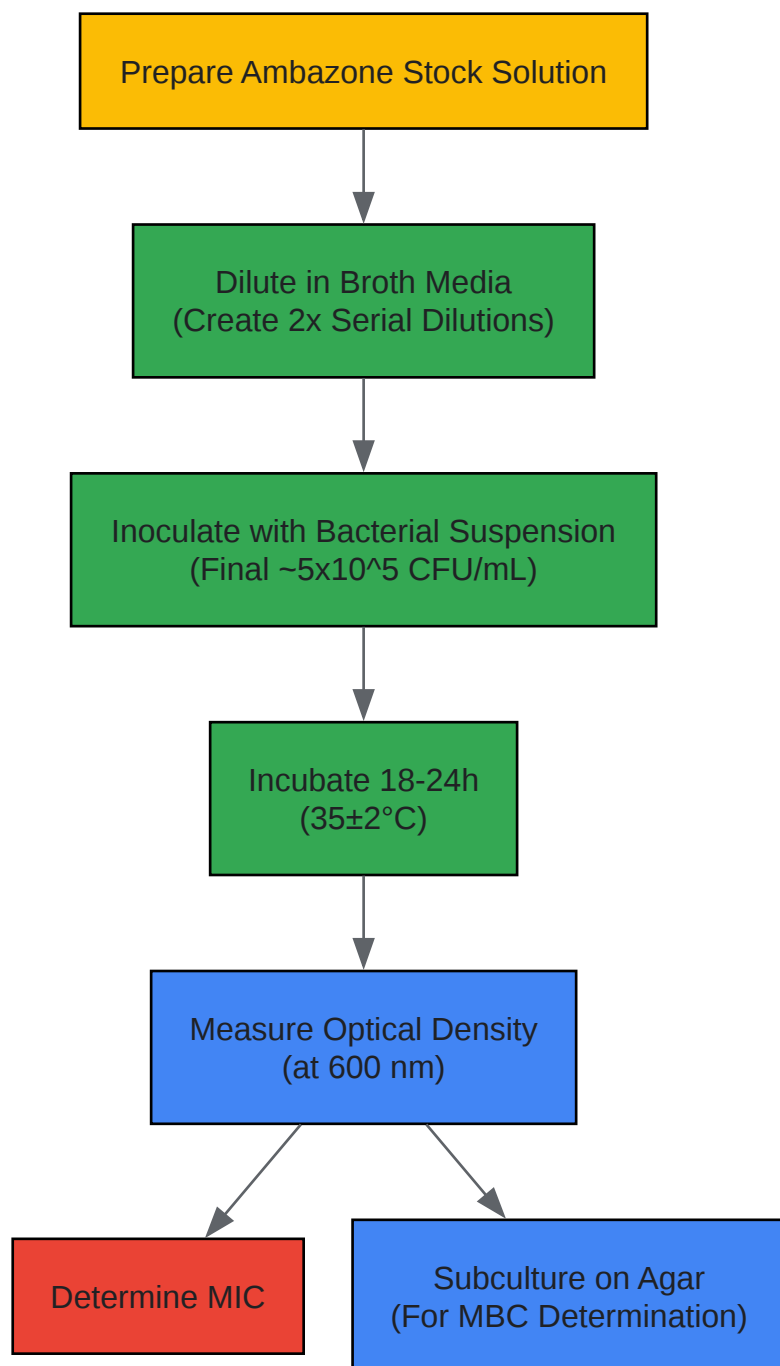 Prepare Ambazone Stock Solution
Dilute in Broth Media
(Create 2x Serial Dilutions)
Inoculate with Bacterial Suspension
(Final ~5x10^5 CFU/mL)
Incubate 18-24h
(35±2°C)
Measure Optical Density
(at 600 nm)
Determine MIC
Subculture on Agar
(For MBC Determination)